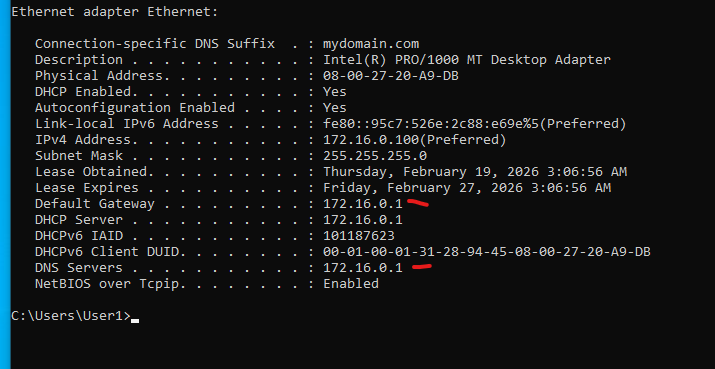 Ethernet adapter Ethernet:
Connection-specific DNS Suffix  . : mydomain.com
Description . . . . . . . . . . . : Intel(R) PRO/1000 MT Desktop Adapter
Physical Address. . . . . . . . . : 08-00-27-20-A9-DB
DHCP Enabled. . . . . . . . . . . : Yes
Autoconfiguration Enabled . . . . : Yes
Link-local IPv6 Address . . . . . : fe80::95c7:526e:2c88:e69e%5(Preferred)
IPv4 Address. . . . . . . . . . . : 172.16.0.100(Preferred)
Subnet Mask . . . . . . . . . . . : 255.255.255.0
Lease Obtained. . . . . . . . . . : Thursday, February 19, 2026 3:06:56 AM
Lease Expires . . . . . . . . . . : Friday, February 27, 2026 3:06:56 AM
Default Gateway . . . . . . . . . : 172.16.0.1
DHCP Server . . . . . . . . . . . : 172.16.0.1
DHCPv6 IAID . . . . . . . . . . . : 101187623
DHCPv6 Client DUID. . . . . . . . : 00-01-00-01-31-28-94-45-08-00-27-20-A9-DB
DNS Servers . . . . . . . . . . . : 172.16.0.1
NetBIOS over Tcpip. . . . . . . . : Enabled
C:\Users\User1>